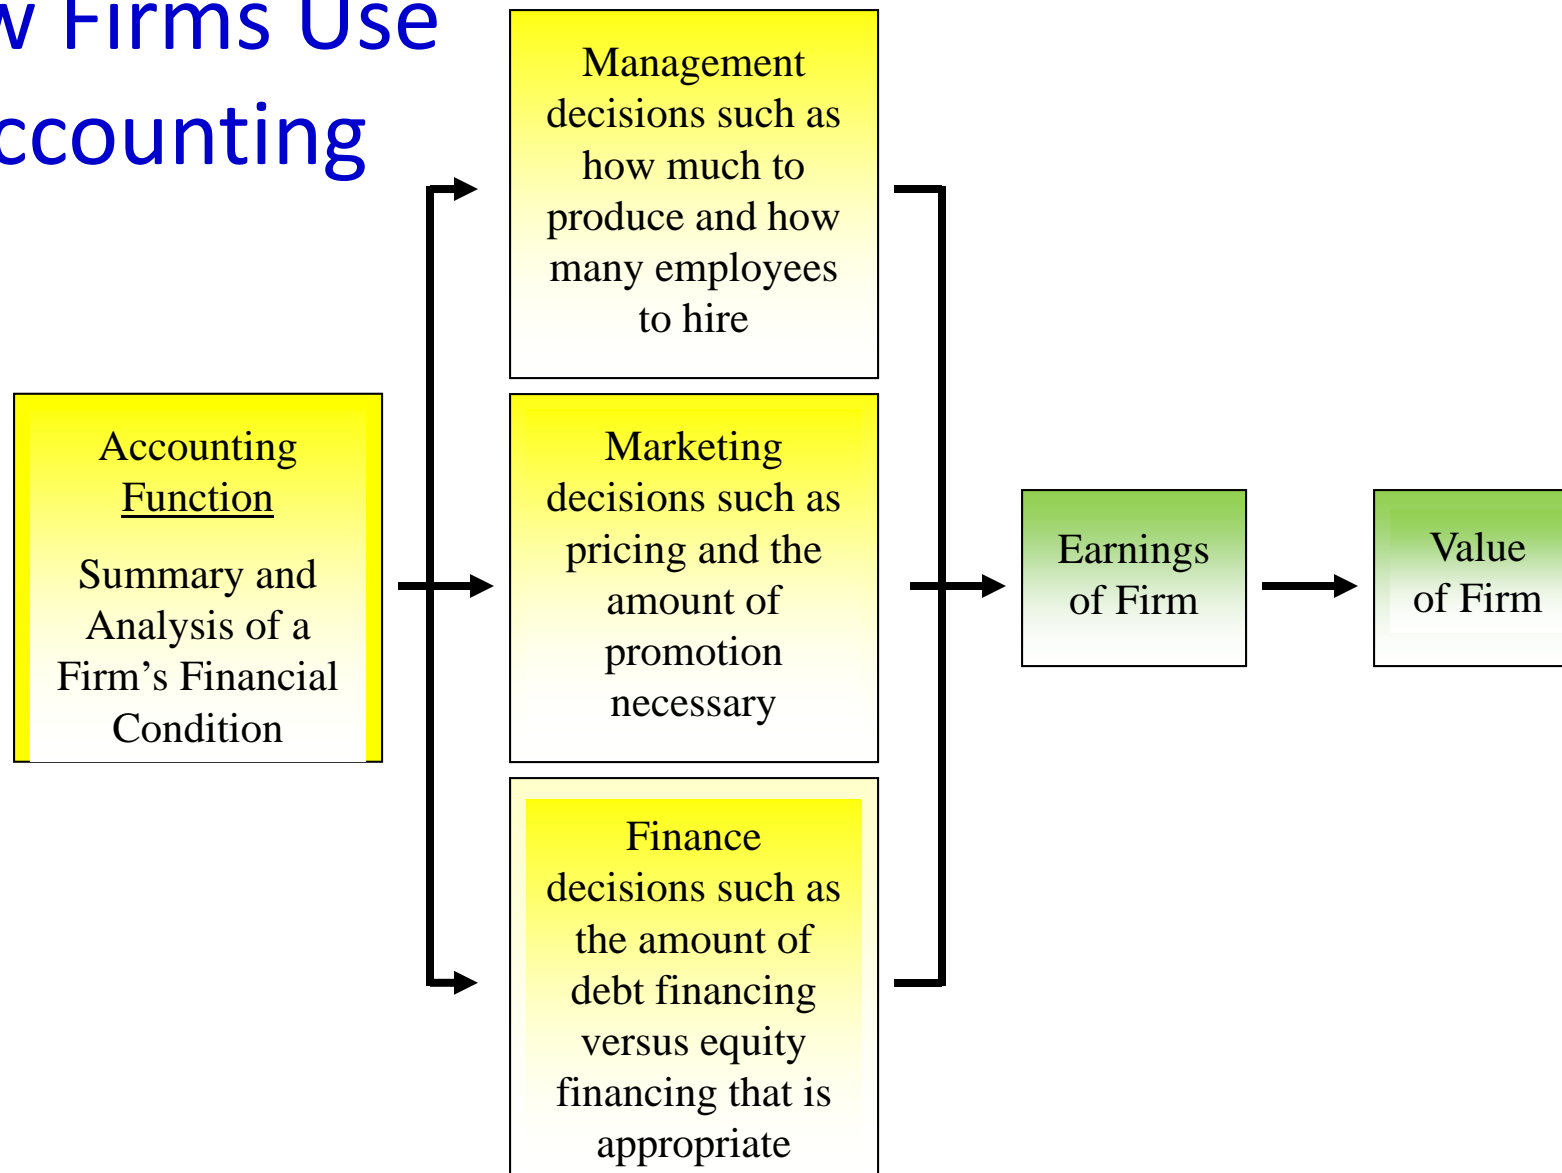 w Firms Use
ccounting
Management
decisions such as
how much to
produce and how
many employees
to hire
Accounting
Function
Summary and
Analysis of a
Firm’s Financial
Condition
Marketing
decisions such as
pricing and the
amount of
promotion
necessary
Finance
decisions such as
the amount of
debt financing
versus equity
financing that is
appropriate
Earnings
of Firm
Value
of Firm